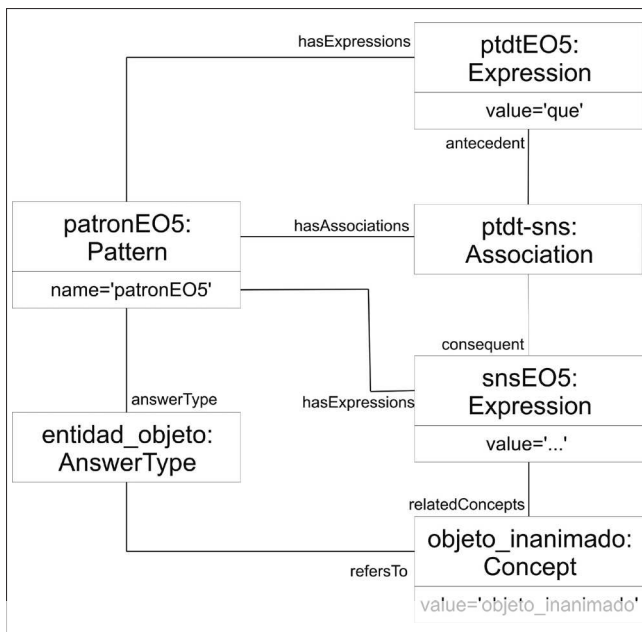 hasExpressions
ptdtEO5:
Expression
value='que'
antecedent
patronEO5:
Pattern
name='patronEO5'
hasAssociations
ptdt-sns:
Association
consequent
snsEO5:
Expression
value='...'
hasExpressions
answerType
entidad_objeto:
AnswerType
relatedConcepts
objeto_inanimado:
Concept
value='objeto_inanimado'
refersTo